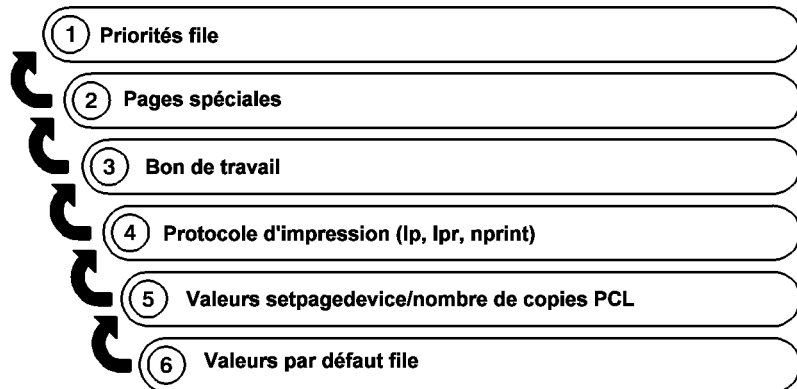 1 Priorités file
2 Pages spéciales
3 Bon de travail
4 Protocole d'impression (lp, lpr, nprint)
5 Valeurs setpagedevice/nombre de copies PCL
6 Valeurs par défaut file